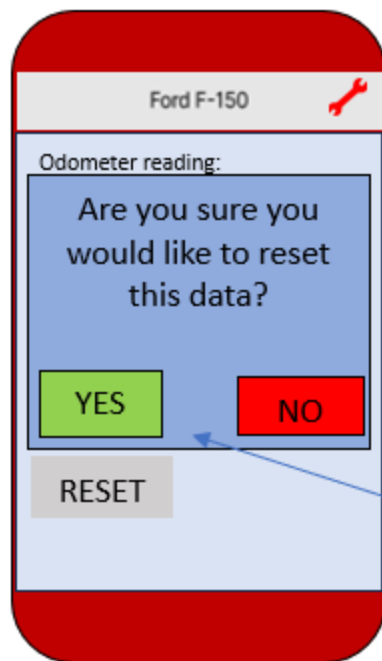 Ford F-150
Odometer reading:
Are you sure you
would like to reset
this data?
YES
NO
RESET